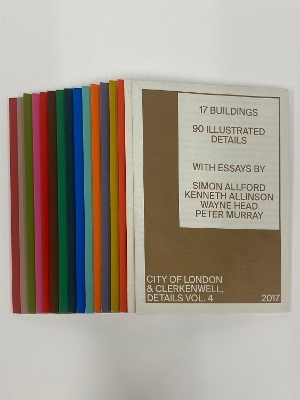 17 BUILDINGS
90 ILLUSTRATED
DETAILS
WITH ESSAYS BY
SIMON ALLFORD
KENNETH ALLINSON
WAYNE HEAD
PETER MURRAY
CITY OF LONDON
& CLERKENWELL,
DETAILS VOL. 4
2017